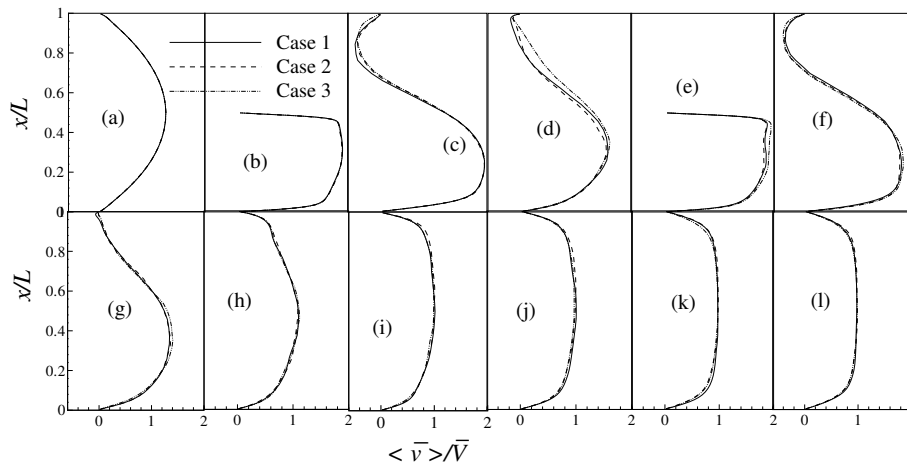 1
0.8
0.6
0.4
0.2
0
x/L
Case 1
Case 2
Case 3
(a)
(b)
(c)
(d)
(e)
(f)
1
0.8
0.6
0.4
0.2
0
x/L
(g)
(h)
(i)
(j)
(k)
(l)
0 1 0 1 2 0 1 2 0 1 2 0 1 2 0 1 2
< v̅ >/V̅